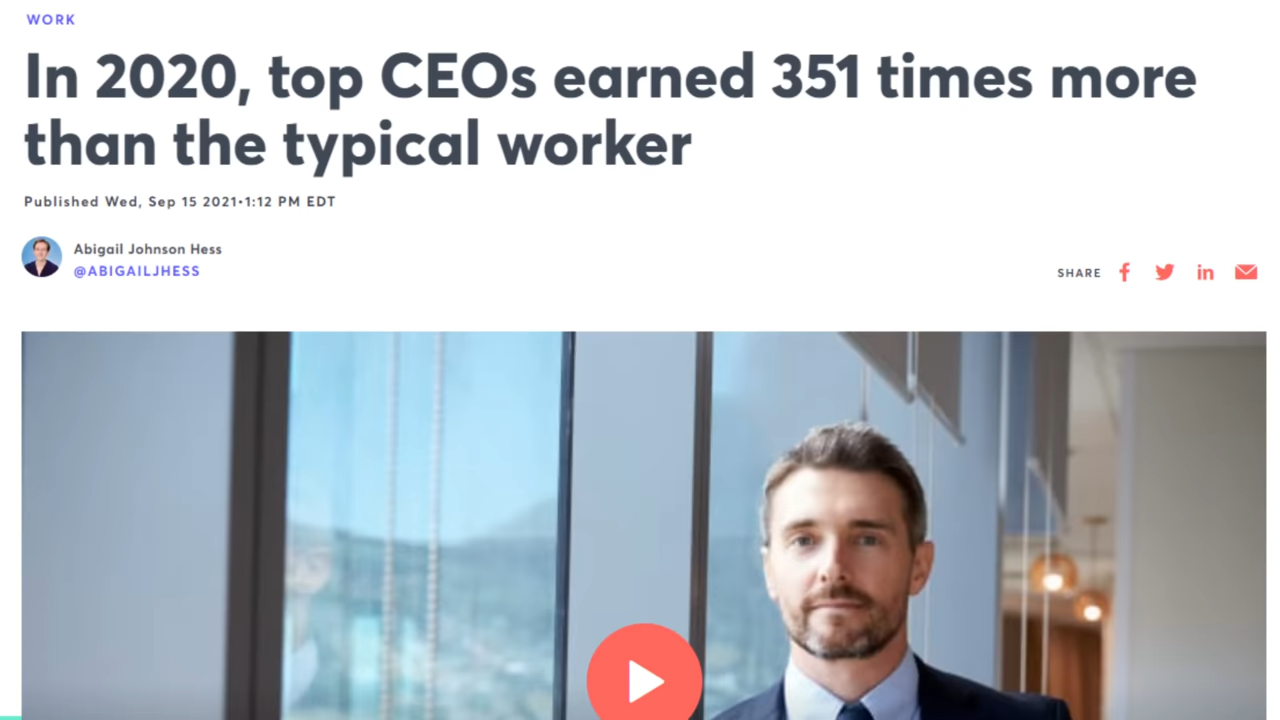 WORK
In 2020, top CEOs earned 351 times more
than the typical worker
Published Wed, Sep 15 2021•1:12 PM EDT
Abigail Johnson Hess
@ABIGAILJHESS
SHARE